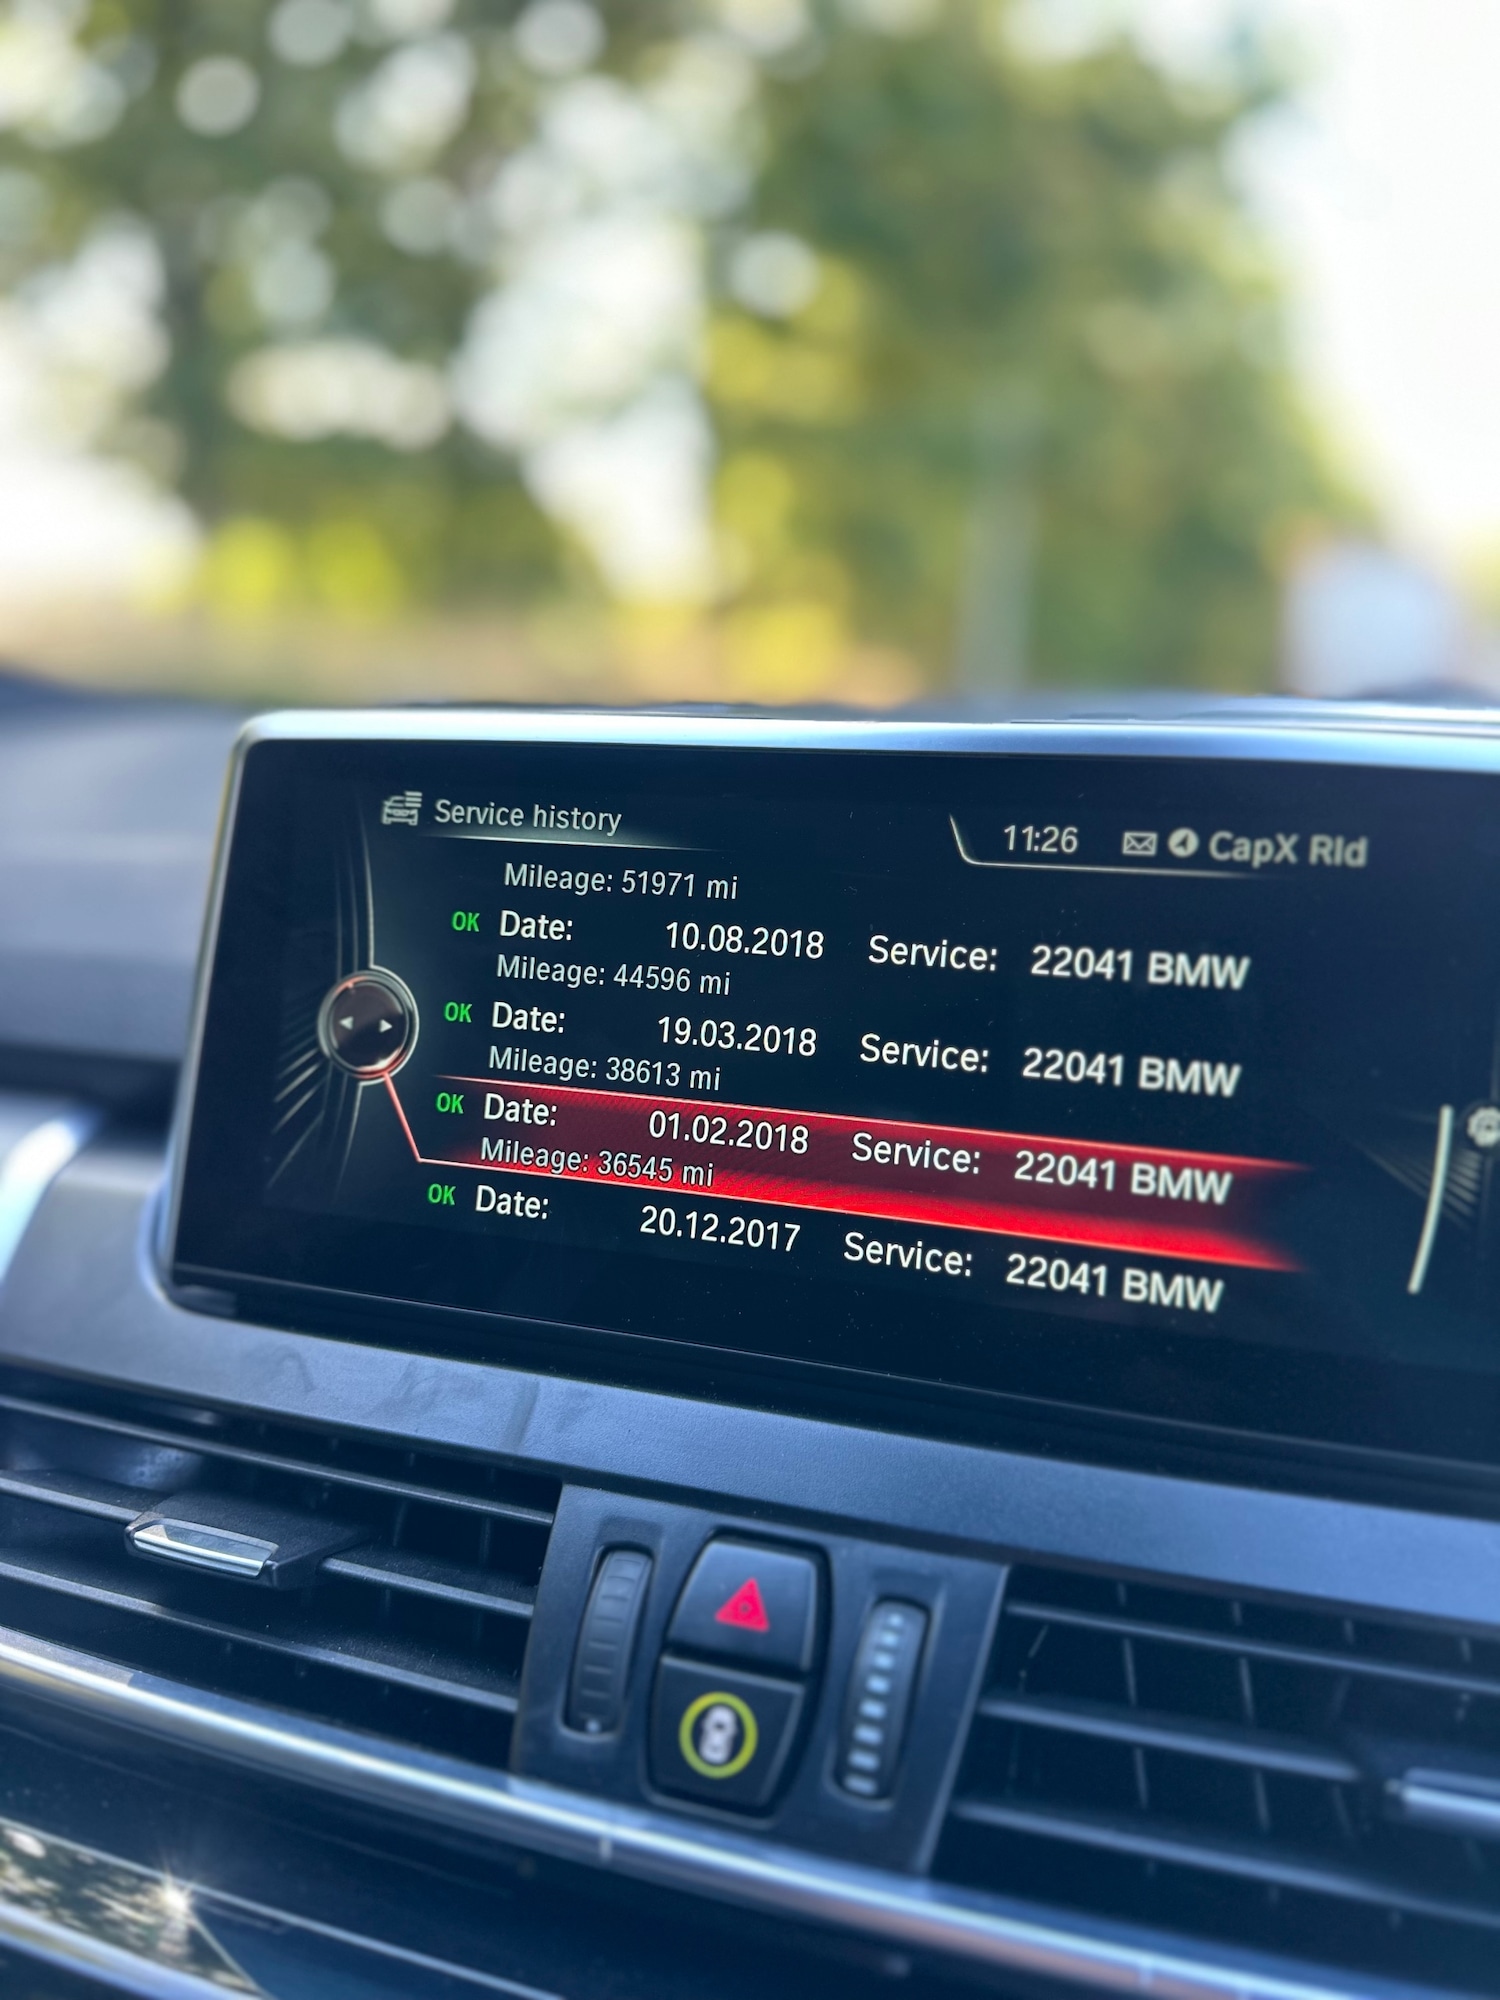 Service history
11:26 CapX Rld
Mileage: 51971 mi
OK Date: 10.08.2018 Service: 22041 BMW
Mileage: 44596 mi
OK Date: 19.03.2018 Service: 22041 BMW
Mileage: 38613 mi
OK Date: 01.02.2018 Service: 22041 BMW
Mileage: 36545 mi
OK Date: 20.12.2017 Service: 22041 BMW